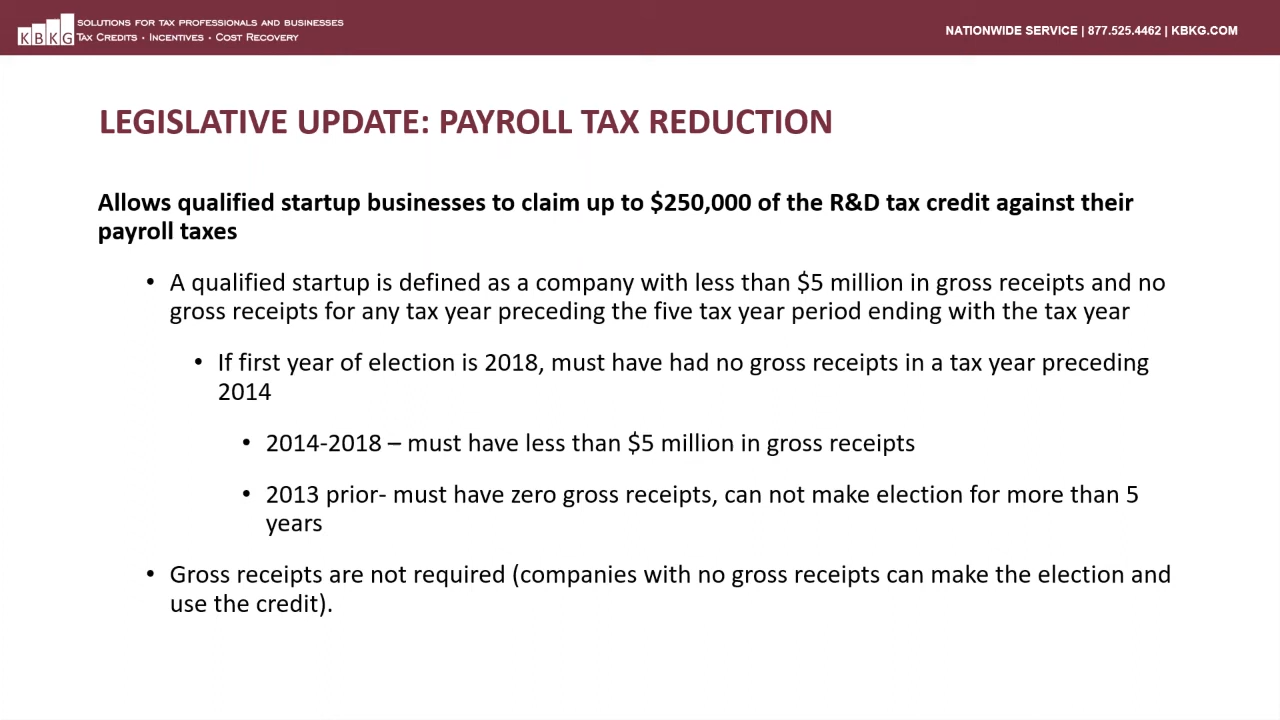 KBKG
SOLUTIONS FOR TAX PROFESSIONALS AND BUSINESSES
TAX CREDITS · INCENTIVES · COST RECOVERY
NATIONWIDE SERVICE | 877.525.4462 | KBKG.COM
LEGISLATIVE UPDATE: PAYROLL TAX REDUCTION
Allows qualified startup businesses to claim up to $250,000 of the R&D tax credit against their
payroll taxes
• A qualified startup is defined as a company with less than $5 million in gross receipts and no
gross receipts for any tax year preceding the five tax year period ending with the tax year
• If first year of election is 2018, must have had no gross receipts in a tax year preceding
2014
• 2014-2018 – must have less than $5 million in gross receipts
• 2013 prior- must have zero gross receipts, can not make election for more than 5
years
• Gross receipts are not required (companies with no gross receipts can make the election and
use the credit).